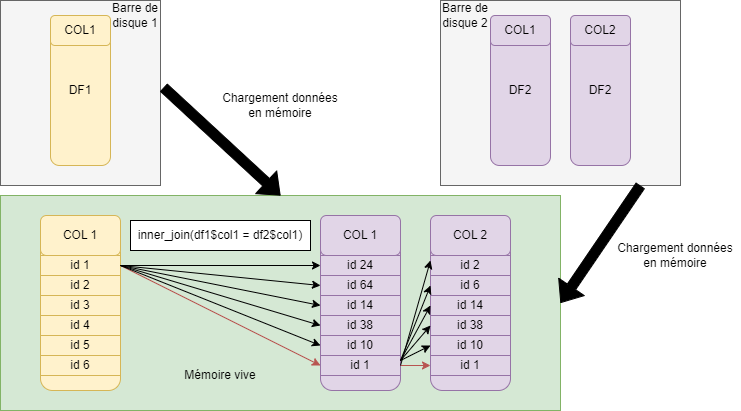 Barre de
disque 1
COL1
DF1
Barre de
disque 2
COL1
COL2
DF2
DF2
Chargement données
en mémoire
Chargement données
en mémoire
COL 1
inner_join(df1$col1 = df2$col1)
COL 1
COL 2
id 1
id 24
id 2
id 2
id 64
id 6
id 3
id 14
id 14
id 4
id 38
id 38
id 5
id 10
id 10
id 6
id 1
id 1
Mémoire vive